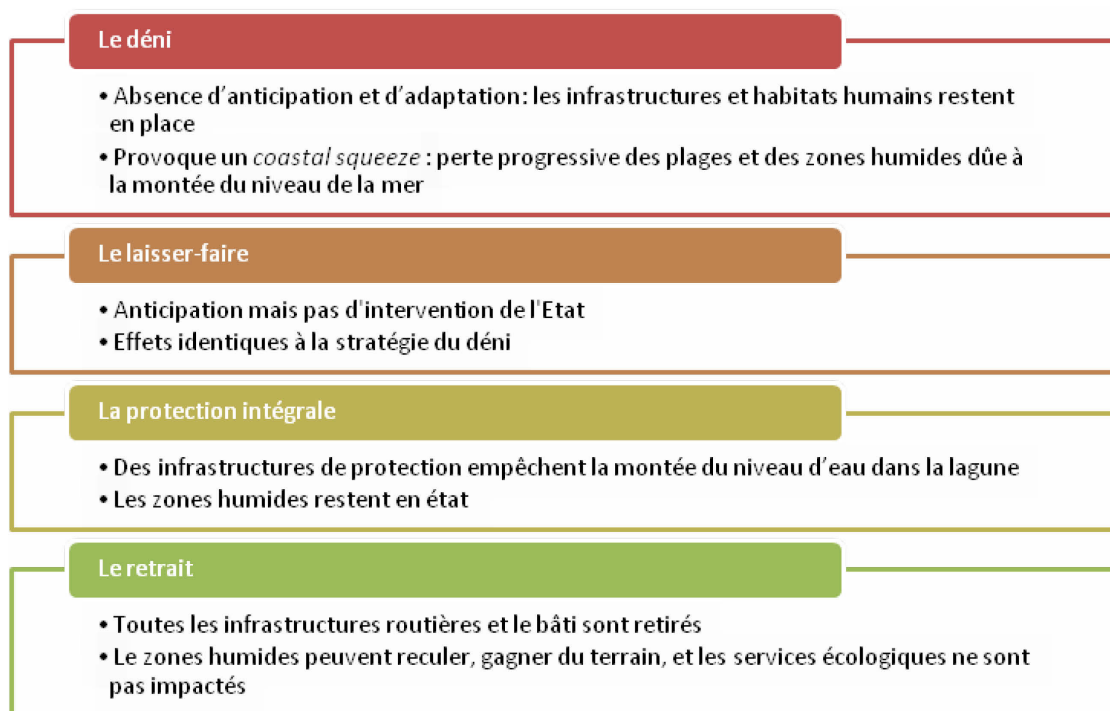 Le déni
• Absence d’anticipation et d’adaptation: les infrastructures et habitats humains restent
en place
• Provoque un coastal squeeze : perte progressive des plages et des zones humides dûe à
la montée du niveau de la mer
Le laisser-faire
• Anticipation mais pas d'intervention de l'Etat
• Effets identiques à la stratégie du déni
La protection intégrale
• Des infrastructures de protection empêchent la montée du niveau d’eau dans la lagune
• Les zones humides restent en état
Le retrait
• Toutes les infrastructures routières et le bâti sont retirés
• Le zones humides peuvent reculer, gagner du terrain, et les services écologiques ne sont
pas impactés